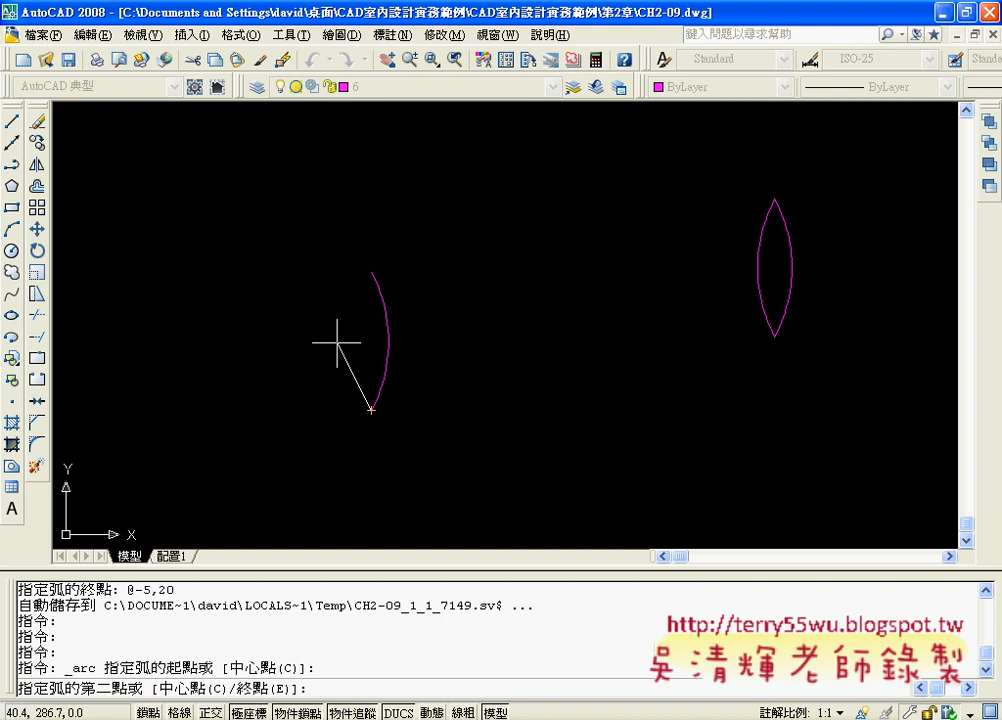 AutoCAD 2008 - [C:\Documents and Settings\david\桌面\CAD室內設計實務範例\CAD室內設計實務範例\第2章\CH2-09.dwg]
檔案(F) 編輯(E) 檢視(V) 插入(I) 格式(O) 工具(T) 繪圖(D) 標註(N) 修改(M) 視窗(W) 說明(H) 鍵入問題以尋求幫助
Standard ISO-25 Standa
AutoCAD 典型 6 ByLayer ByLayer
A
Y
X
模型 配置1
指定弧的終點: @-5,20
自動儲存到 C:\DOCUME~1\david\LOCALS~1\Temp\CH2-09_1_1_7149.sv$ ...
指令:
指令:
指令:
指令: _arc 指定弧的起點或 [中心點(C)]:
指定弧的第二點或 [中心點(C)/終點(E)]:
http://terry55wu.blogspot.tw
吳清輝老師錄製
40.4, 286.7, 0.0 鎖點 格線 正交 極座標 物件鎖點 物件追蹤 DUCS 動態 線粗 模型 註解比例: 1:1